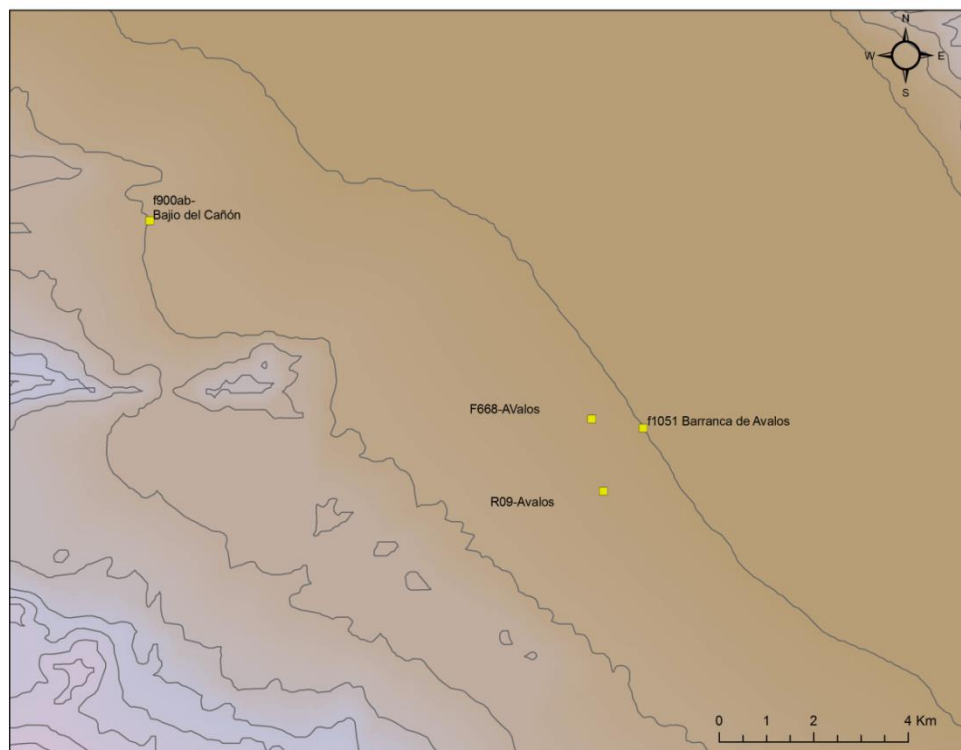 N
W E
S
f900ab-
Bajio del Cañón
F668-AValos
f1051 Barranca de Avalos
R09-Avalos
0 1 2 4 Km